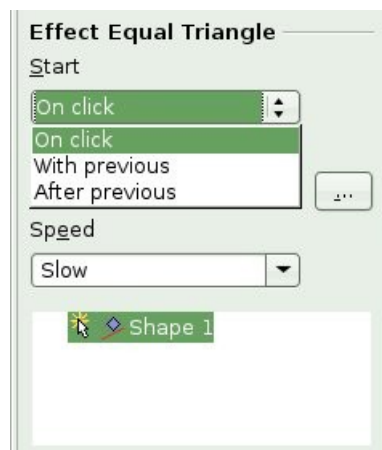 Effect Equal Triangle
Start
On click
On click
With previous
After previous
...
Speed
Slow
Shape 1